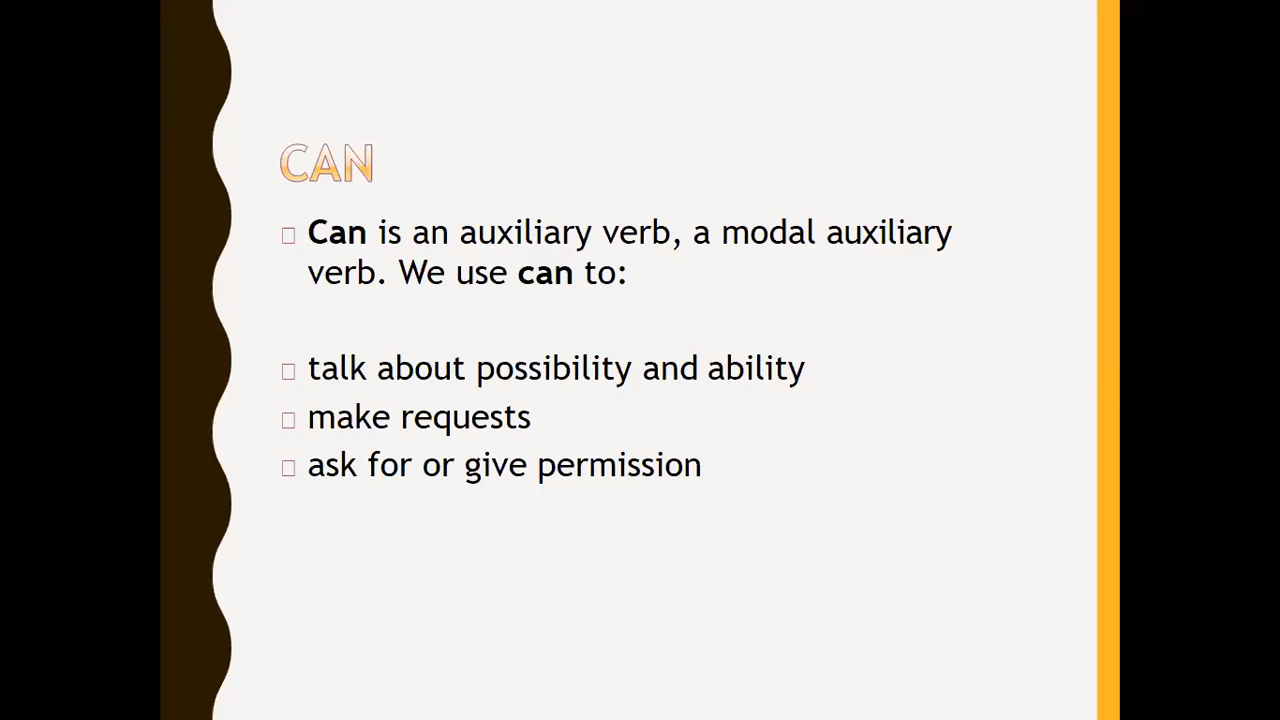 CAN
Can is an auxiliary verb, a modal auxiliary
verb. We use can to:
talk about possibility and ability
make requests
ask for or give permission